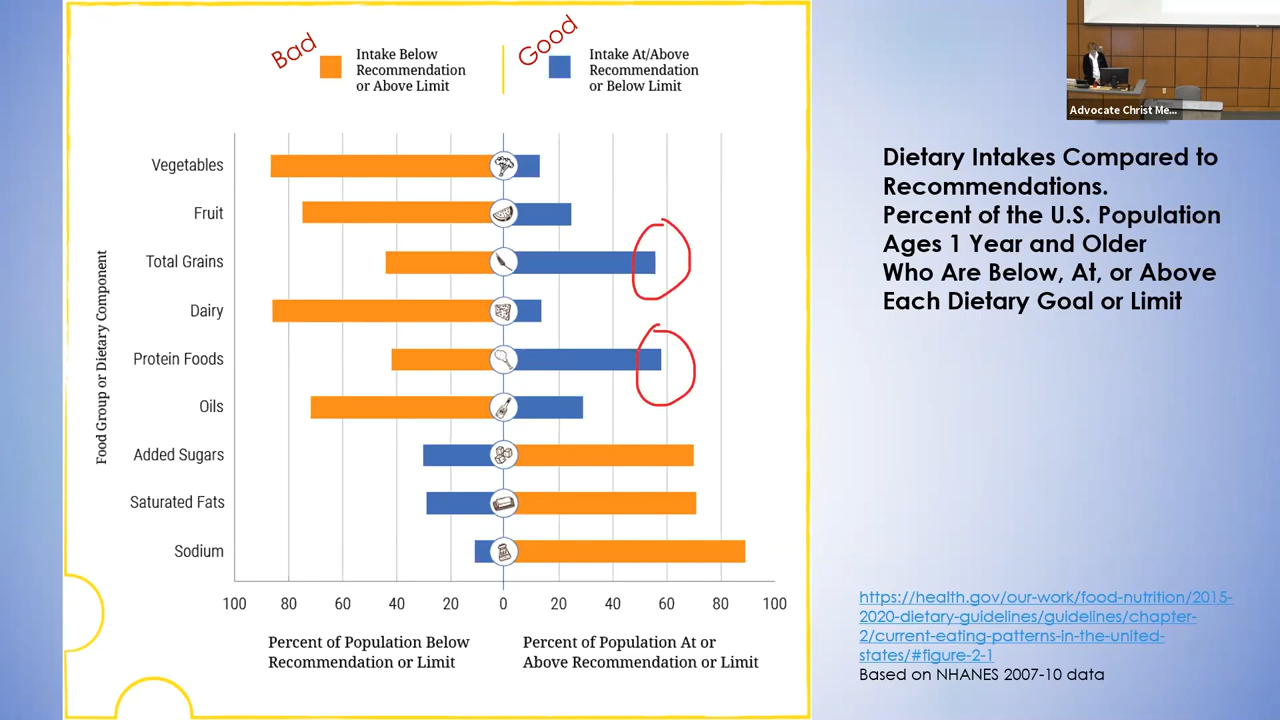 Bad
Intake Below
Recommendation
or Above Limit
Good
Intake At/Above
Recommendation
or Below Limit
Advocate Christ Me...
Dietary Intakes Compared to
Recommendations.
Percent of the U.S. Population
Ages 1 Year and Older
Who Are Below, At, or Above
Each Dietary Goal or Limit
Food Group or Dietary Component
Vegetables
Fruit
Total Grains
Dairy
Protein Foods
Oils
Added Sugars
Saturated Fats
Sodium
100 80 60 40 20 0 20 40 60 80 100
Percent of Population Below
Recommendation or Limit
Percent of Population At or
Above Recommendation or Limit
https://health.gov/our-work/food-nutrition/2015-
2020-dietary-guidelines/guidelines/chapter-
2/current-eating-patterns-in-the-united-
states/#figure-2-1
Based on NHANES 2007-10 data